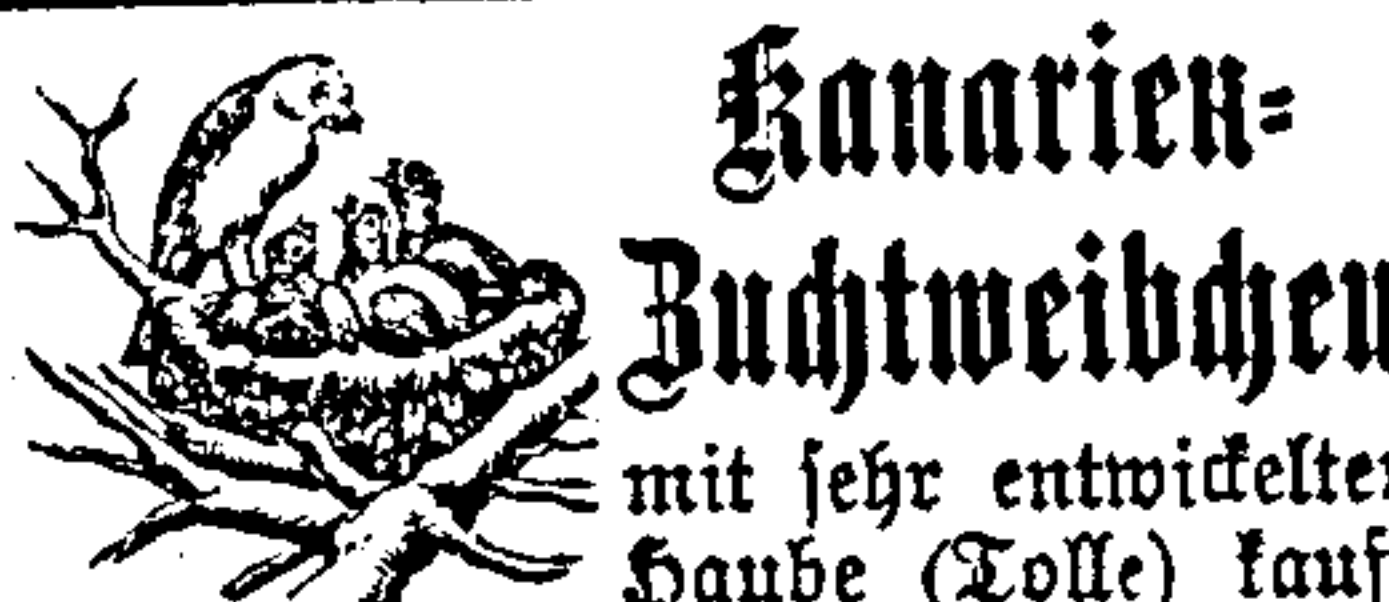 Kanarien=
Zuchtweibchen
mit sehr entwickelter
Haube (Tolle) kauf